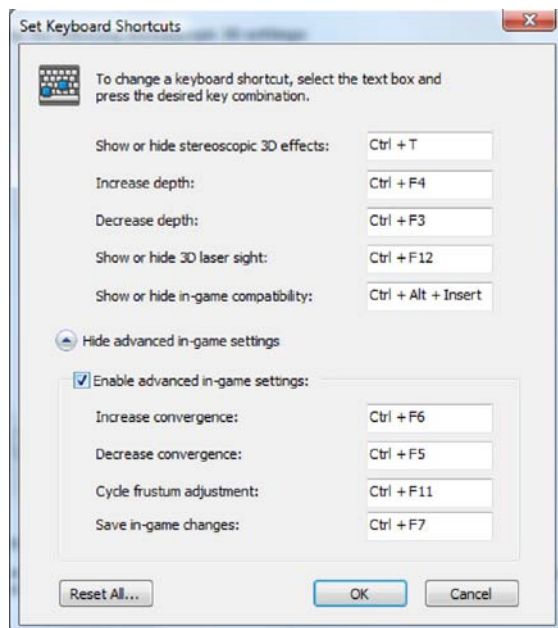 Set Keyboard Shortcuts
To change a keyboard shortcut, select the text box and
press the desired key combination.
Show or hide stereoscopic 3D effects: Ctrl + T
Increase depth: Ctrl + F4
Decrease depth: Ctrl + F3
Show or hide 3D laser sight: Ctrl + F12
Show or hide in-game compatibility: Ctrl + Alt + Insert
Hide advanced in-game settings
Enable advanced in-game settings:
Increase convergence: Ctrl + F6
Decrease convergence: Ctrl + F5
Cycle frustum adjustment: Ctrl + F11
Save in-game changes: Ctrl + F7
Reset All... OK Cancel